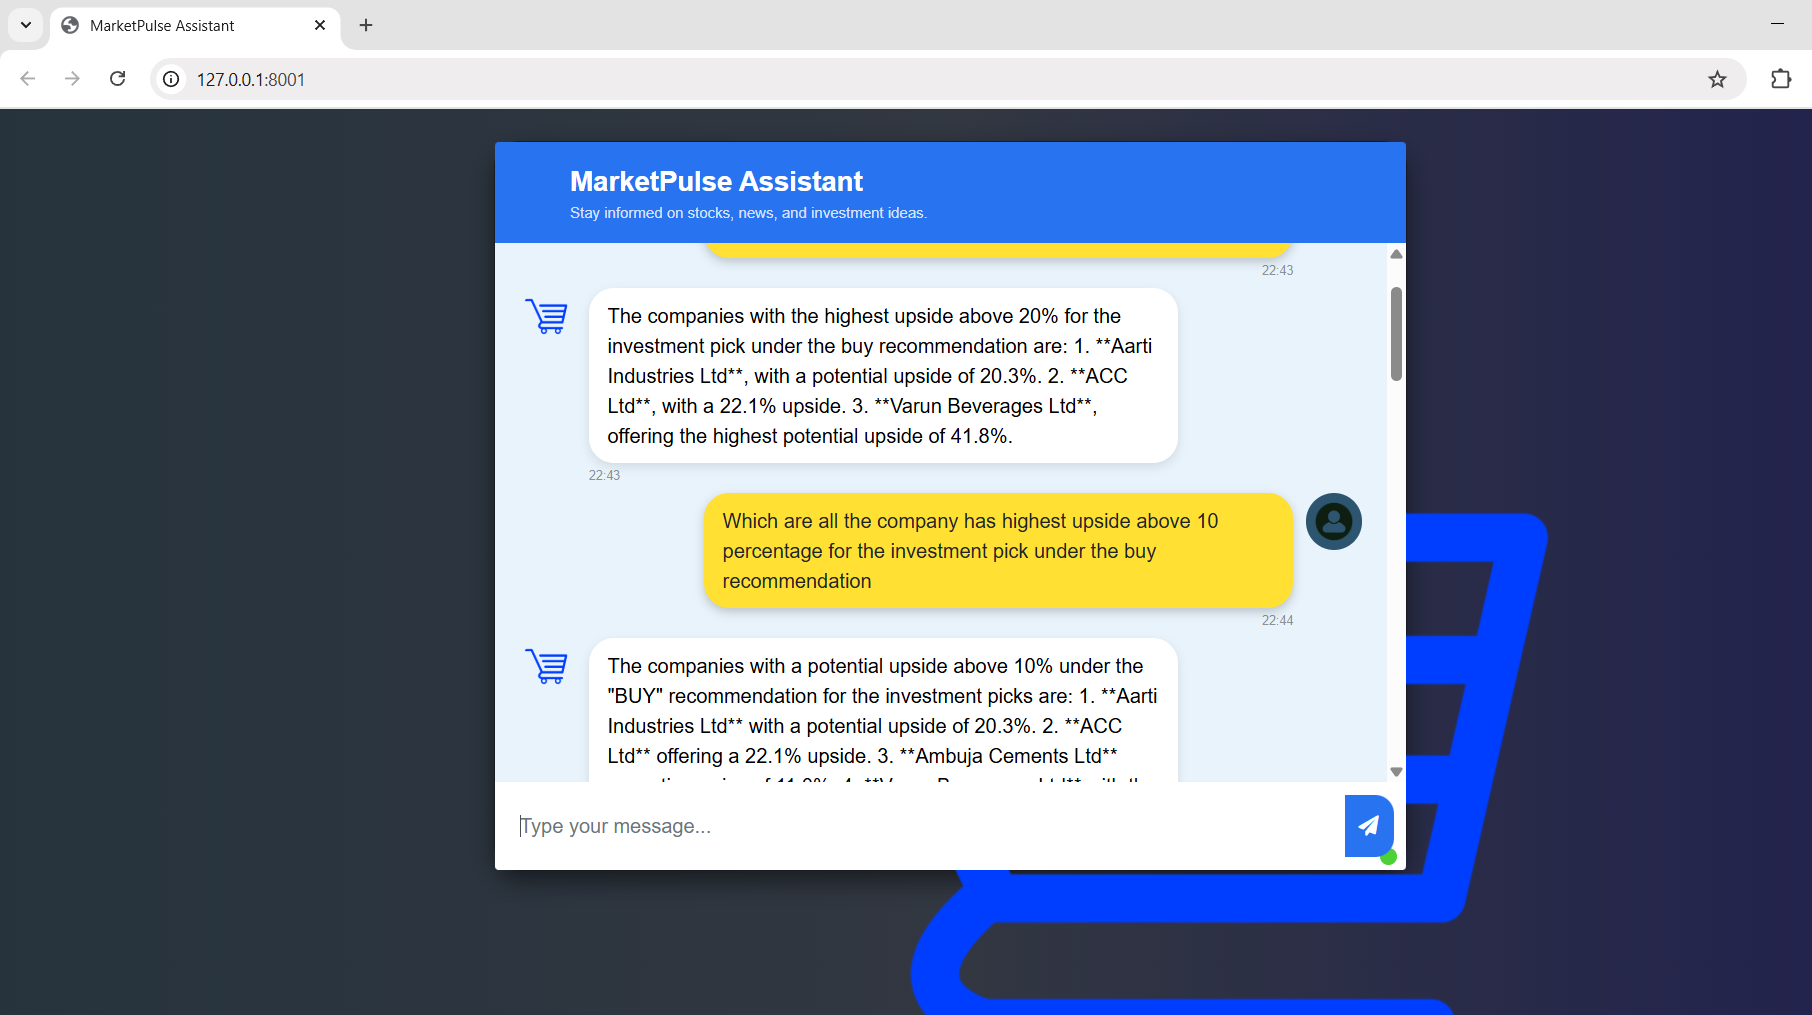 MarketPulse Assistant
127.0.0.1:8001
MarketPulse Assistant
Stay informed on stocks, news, and investment ideas.
22:43
The companies with the highest upside above 20% for the
investment pick under the buy recommendation are: 1. **Aarti
Industries Ltd**, with a potential upside of 20.3%. 2. **ACC
Ltd**, with a 22.1% upside. 3. **Varun Beverages Ltd**,
offering the highest potential upside of 41.8%.
22:43
Which are all the company has highest upside above 10
percentage for the investment pick under the buy
recommendation
22:44
The companies with a potential upside above 10% under the
"BUY" recommendation for the investment picks are: 1. **Aarti
Industries Ltd** with a potential upside of 20.3%. 2. **ACC
Ltd** offering a 22.1% upside. 3. **Ambuja Cements Ltd**
Type your message...